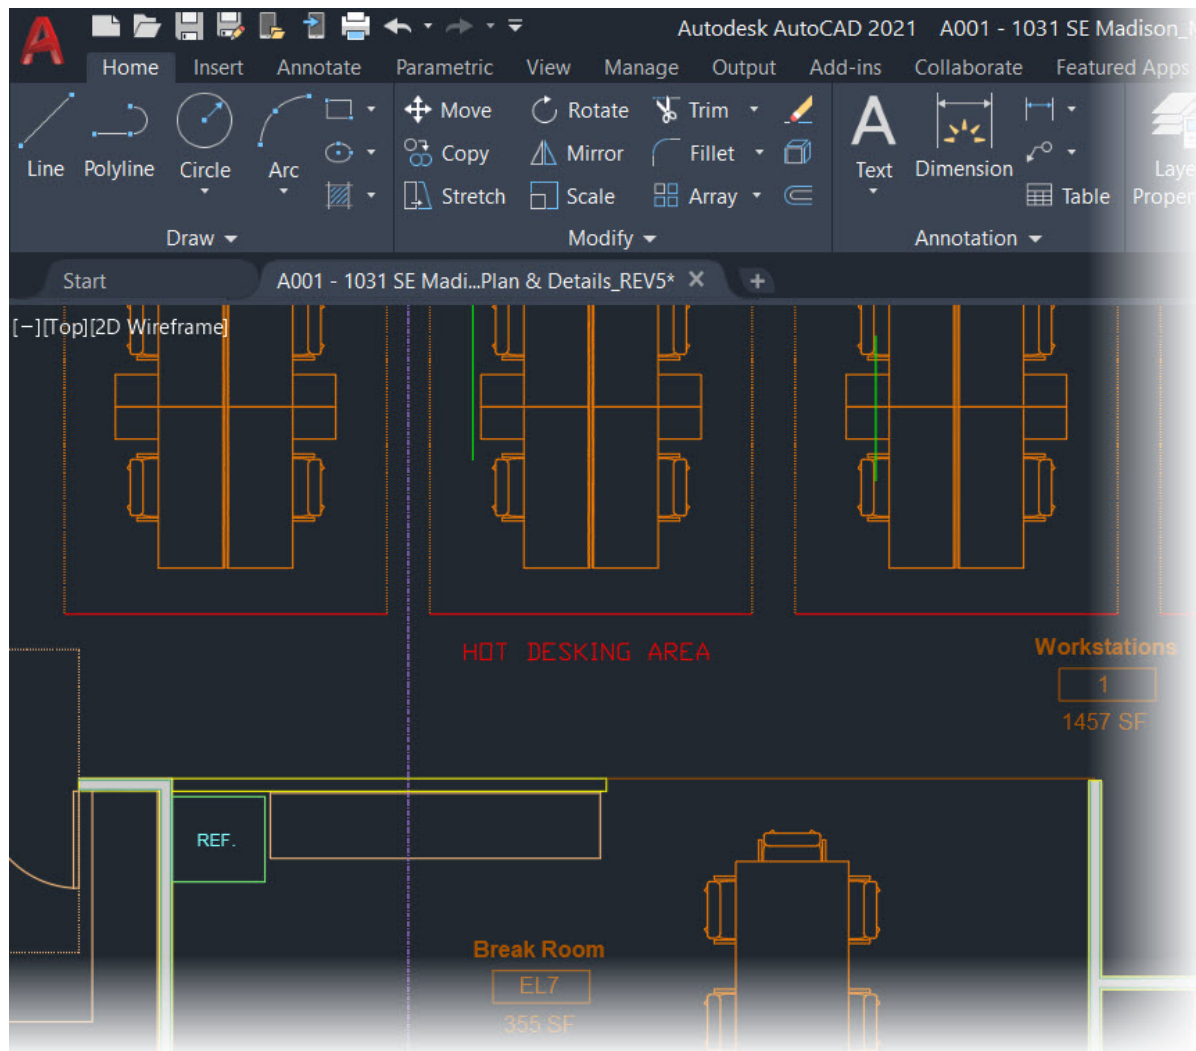 Autodesk AutoCAD 2021 A001 - 1031 SE Madison_
Home Insert Annotate Parametric View Manage Output Add-ins Collaborate Featured Apps
Line Polyline Circle Arc
Move Rotate Trim
Copy Mirror Fillet
Stretch Scale Array
Text Dimension
Table
Draw Modify Annotation
Start A001 - 1031 SE Madi...Plan & Details_REV5*
[−][Top][2D Wireframe]
HOT DESKING AREA
Workstations
1
1457 SF
REF.
Break Room
EL7
355 SF